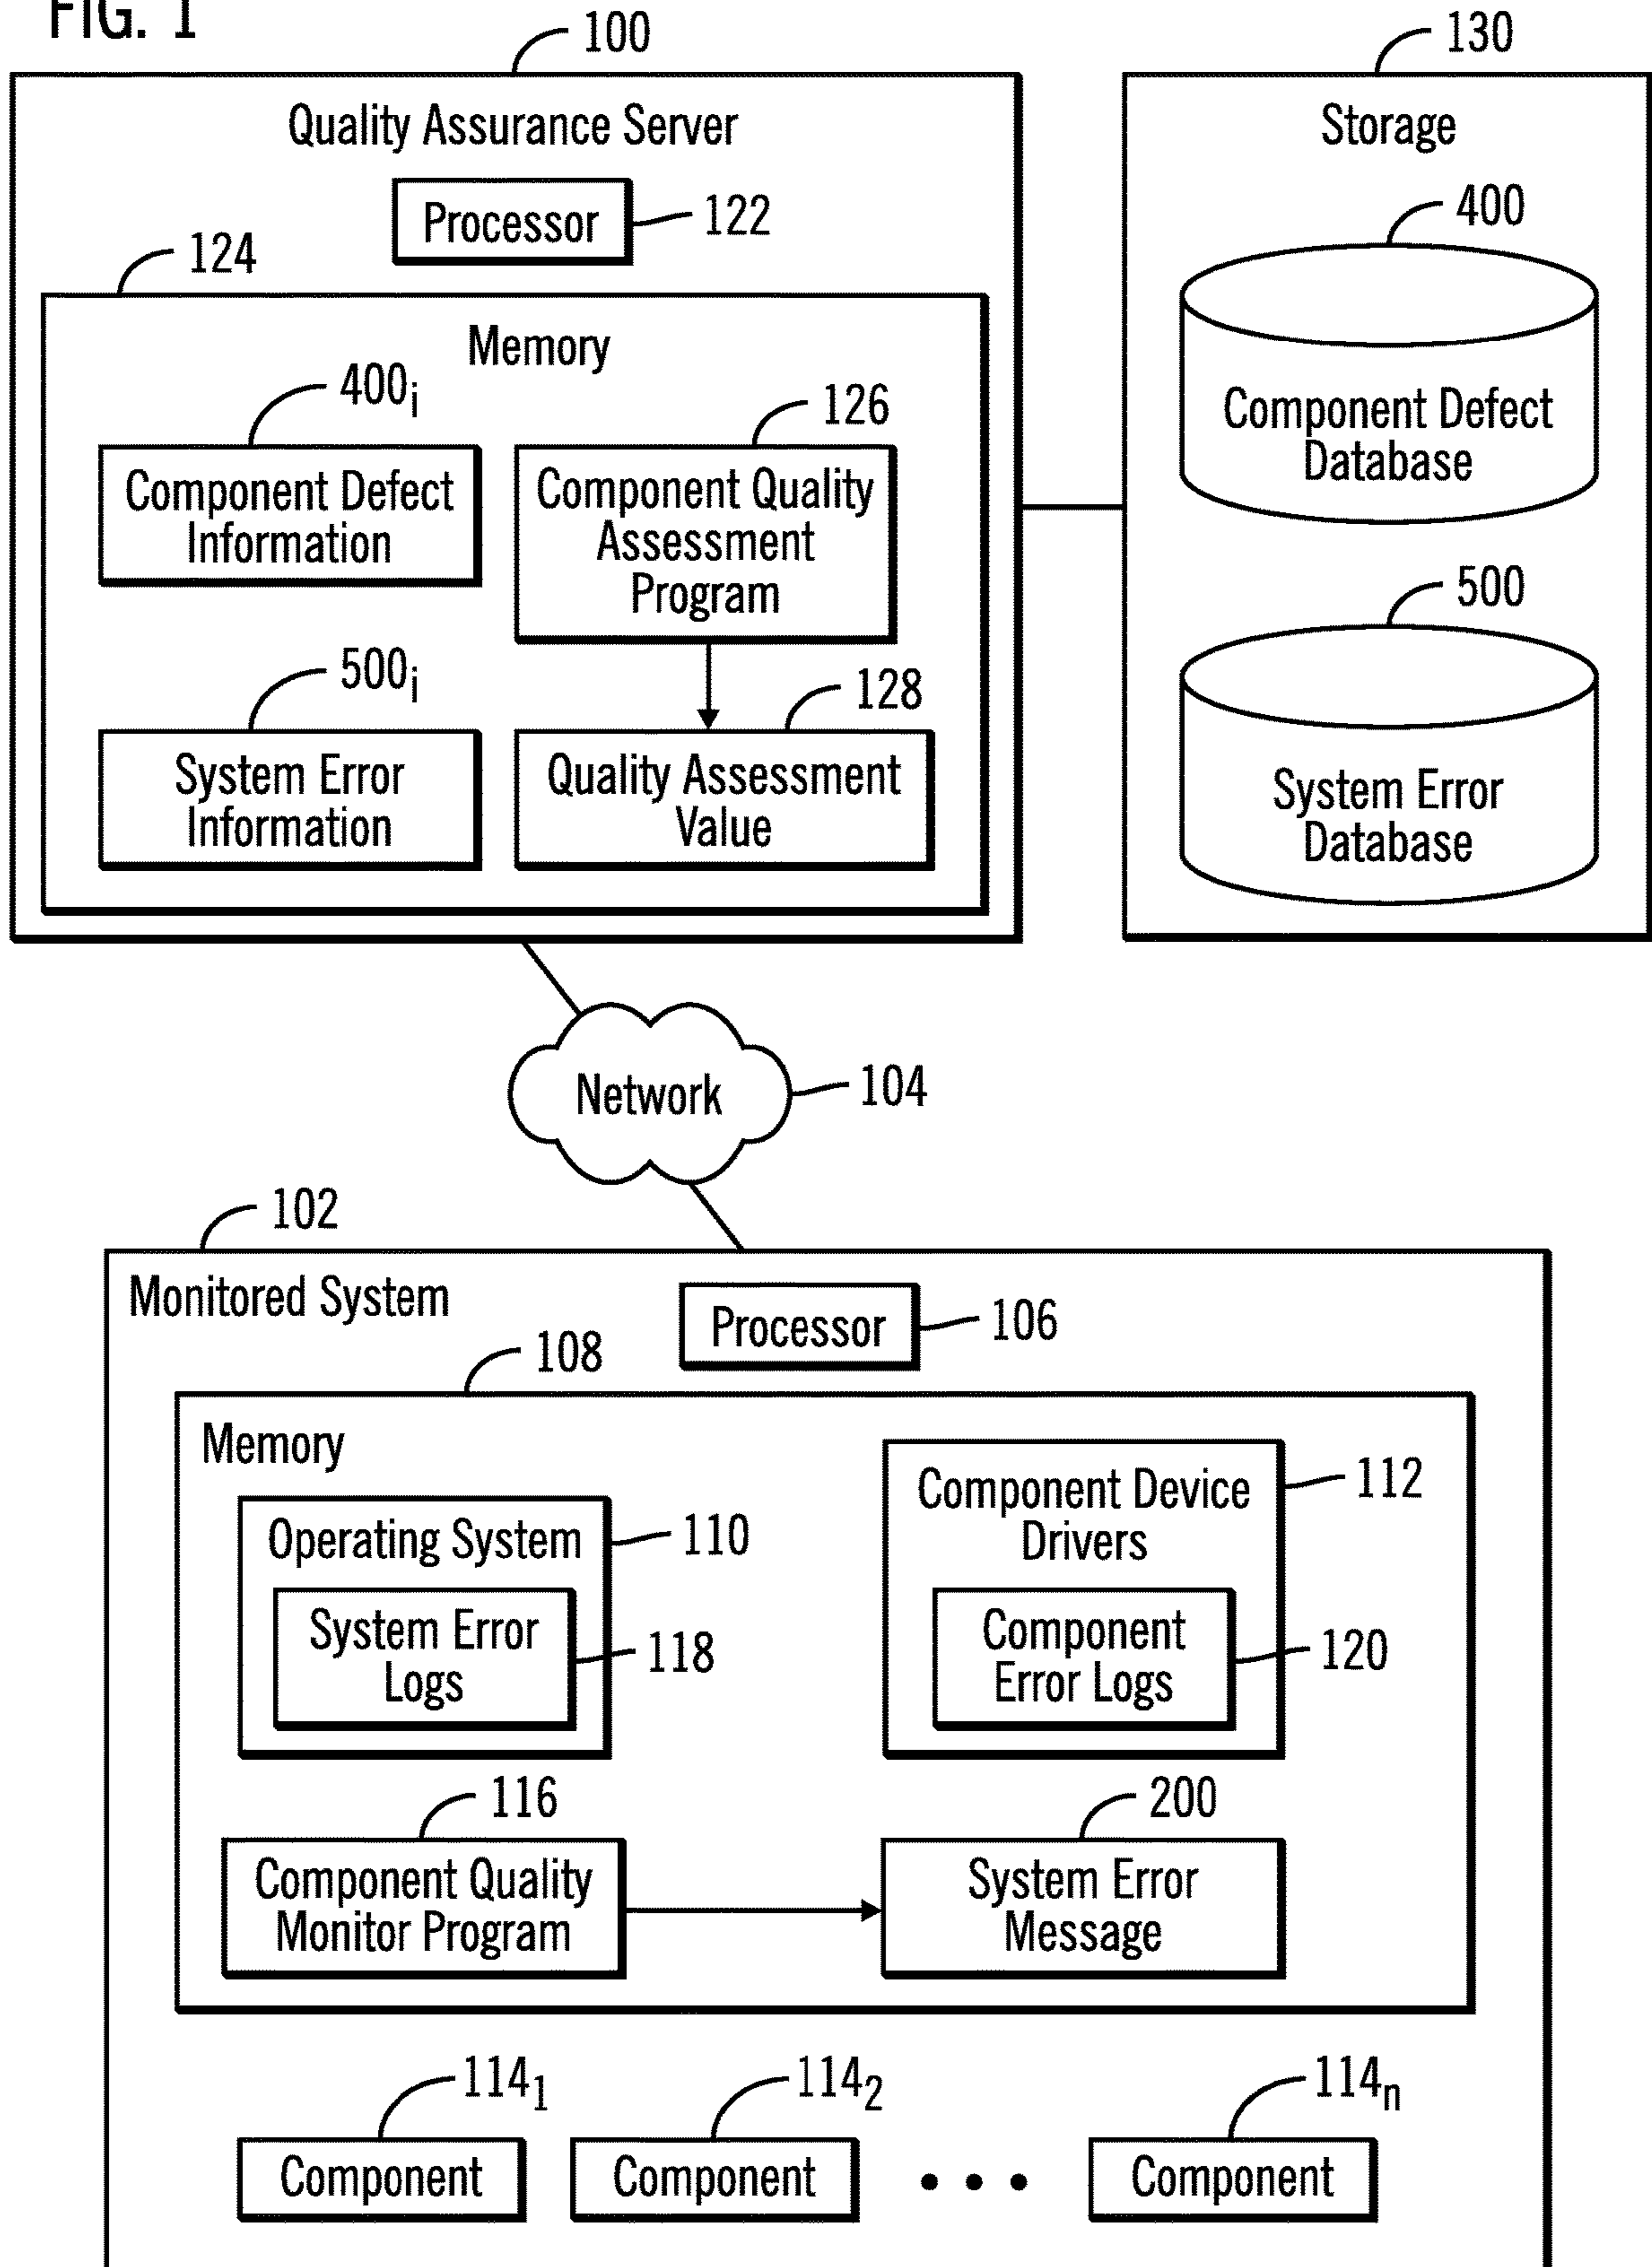 FIG. 1
100
130
Quality Assurance Server
Storage
Processor
122
124
400
Memory
400i
126
Component Defect
Information
Component Quality
Assessment
Program
Component Defect
Database
500
500i
128
System Error
Information
Quality Assessment
Value
System Error
Database
Network
104
102
Monitored System
Processor
106
108
Memory
Component Device
Drivers
112
Operating System
110
System Error
Logs
118
Component
Error Logs
120
116
200
Component Quality
Monitor Program
System Error
Message
114₁
114₂
114n
Component
Component
• • •
Component